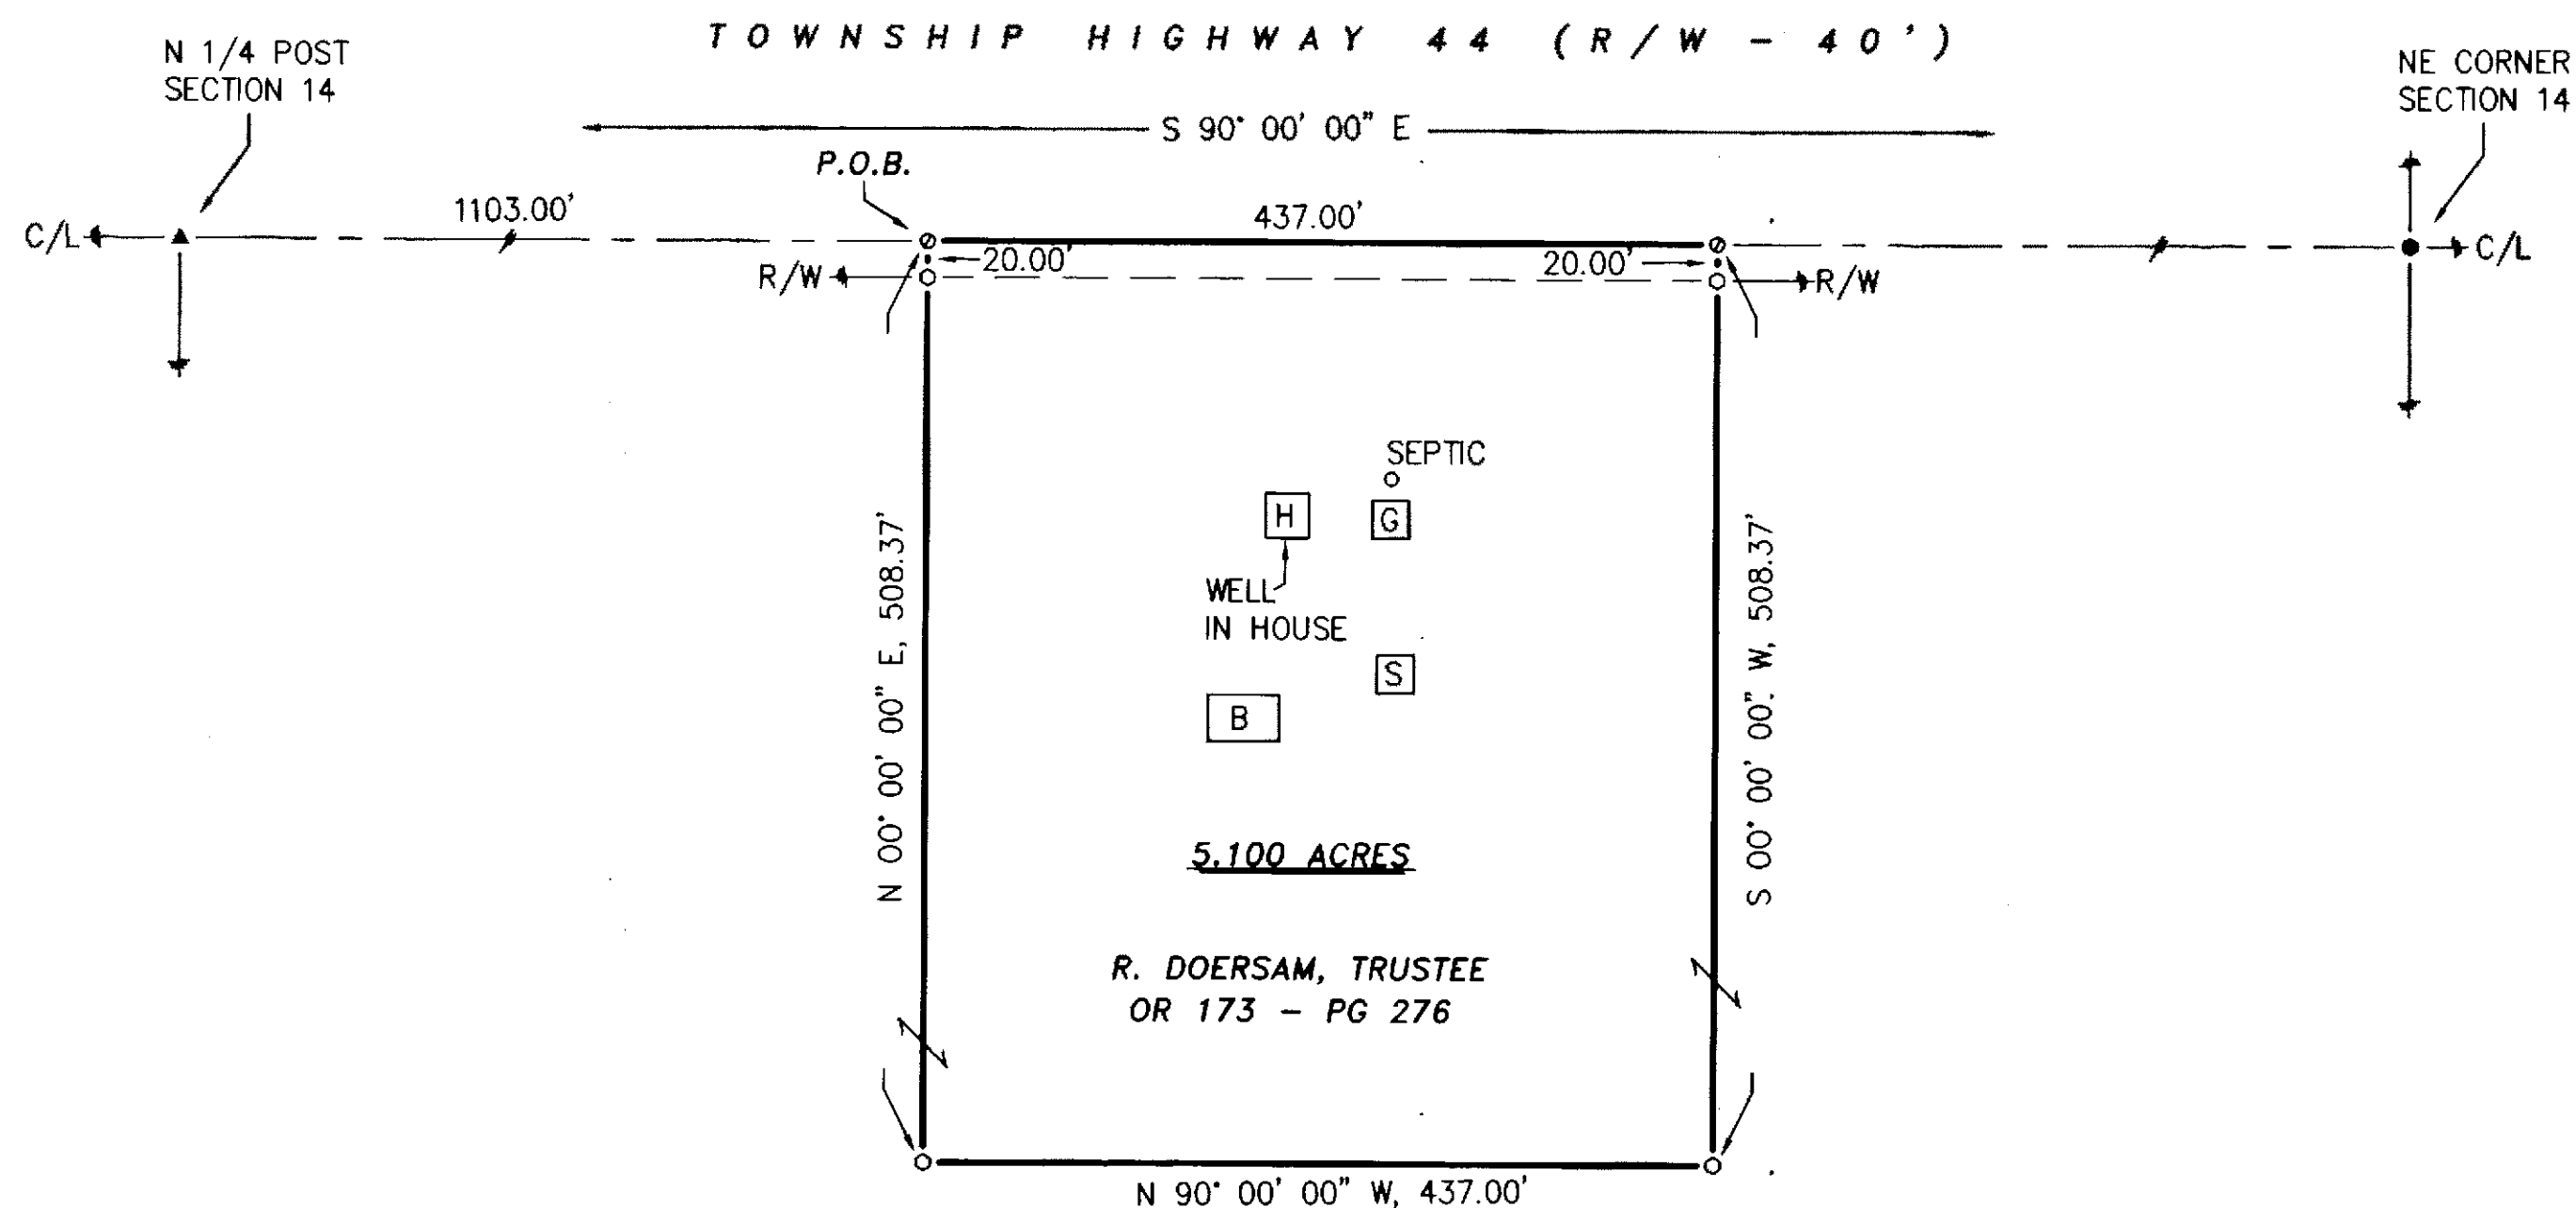 TOWNSHIP HIGHWAY 44 (R/W - 40')
N 1/4 POST
SECTION 14
NE CORNER
SECTION 14
S 90° 00' 00" E
P.O.B.
1103.00'
437.00'
C/L
C/L
20.00'
20.00'
R/W
R/W
SEPTIC
H
G
WELL
IN HOUSE
N 00° 00' 00" E, 508.37'
S 00° 00' 00". W, 508.37'
S
B
5.100 ACRES
R. DOERSAM, TRUSTEE
OR 173 - PG 276
N 90° 00' 00" W, 437.00'